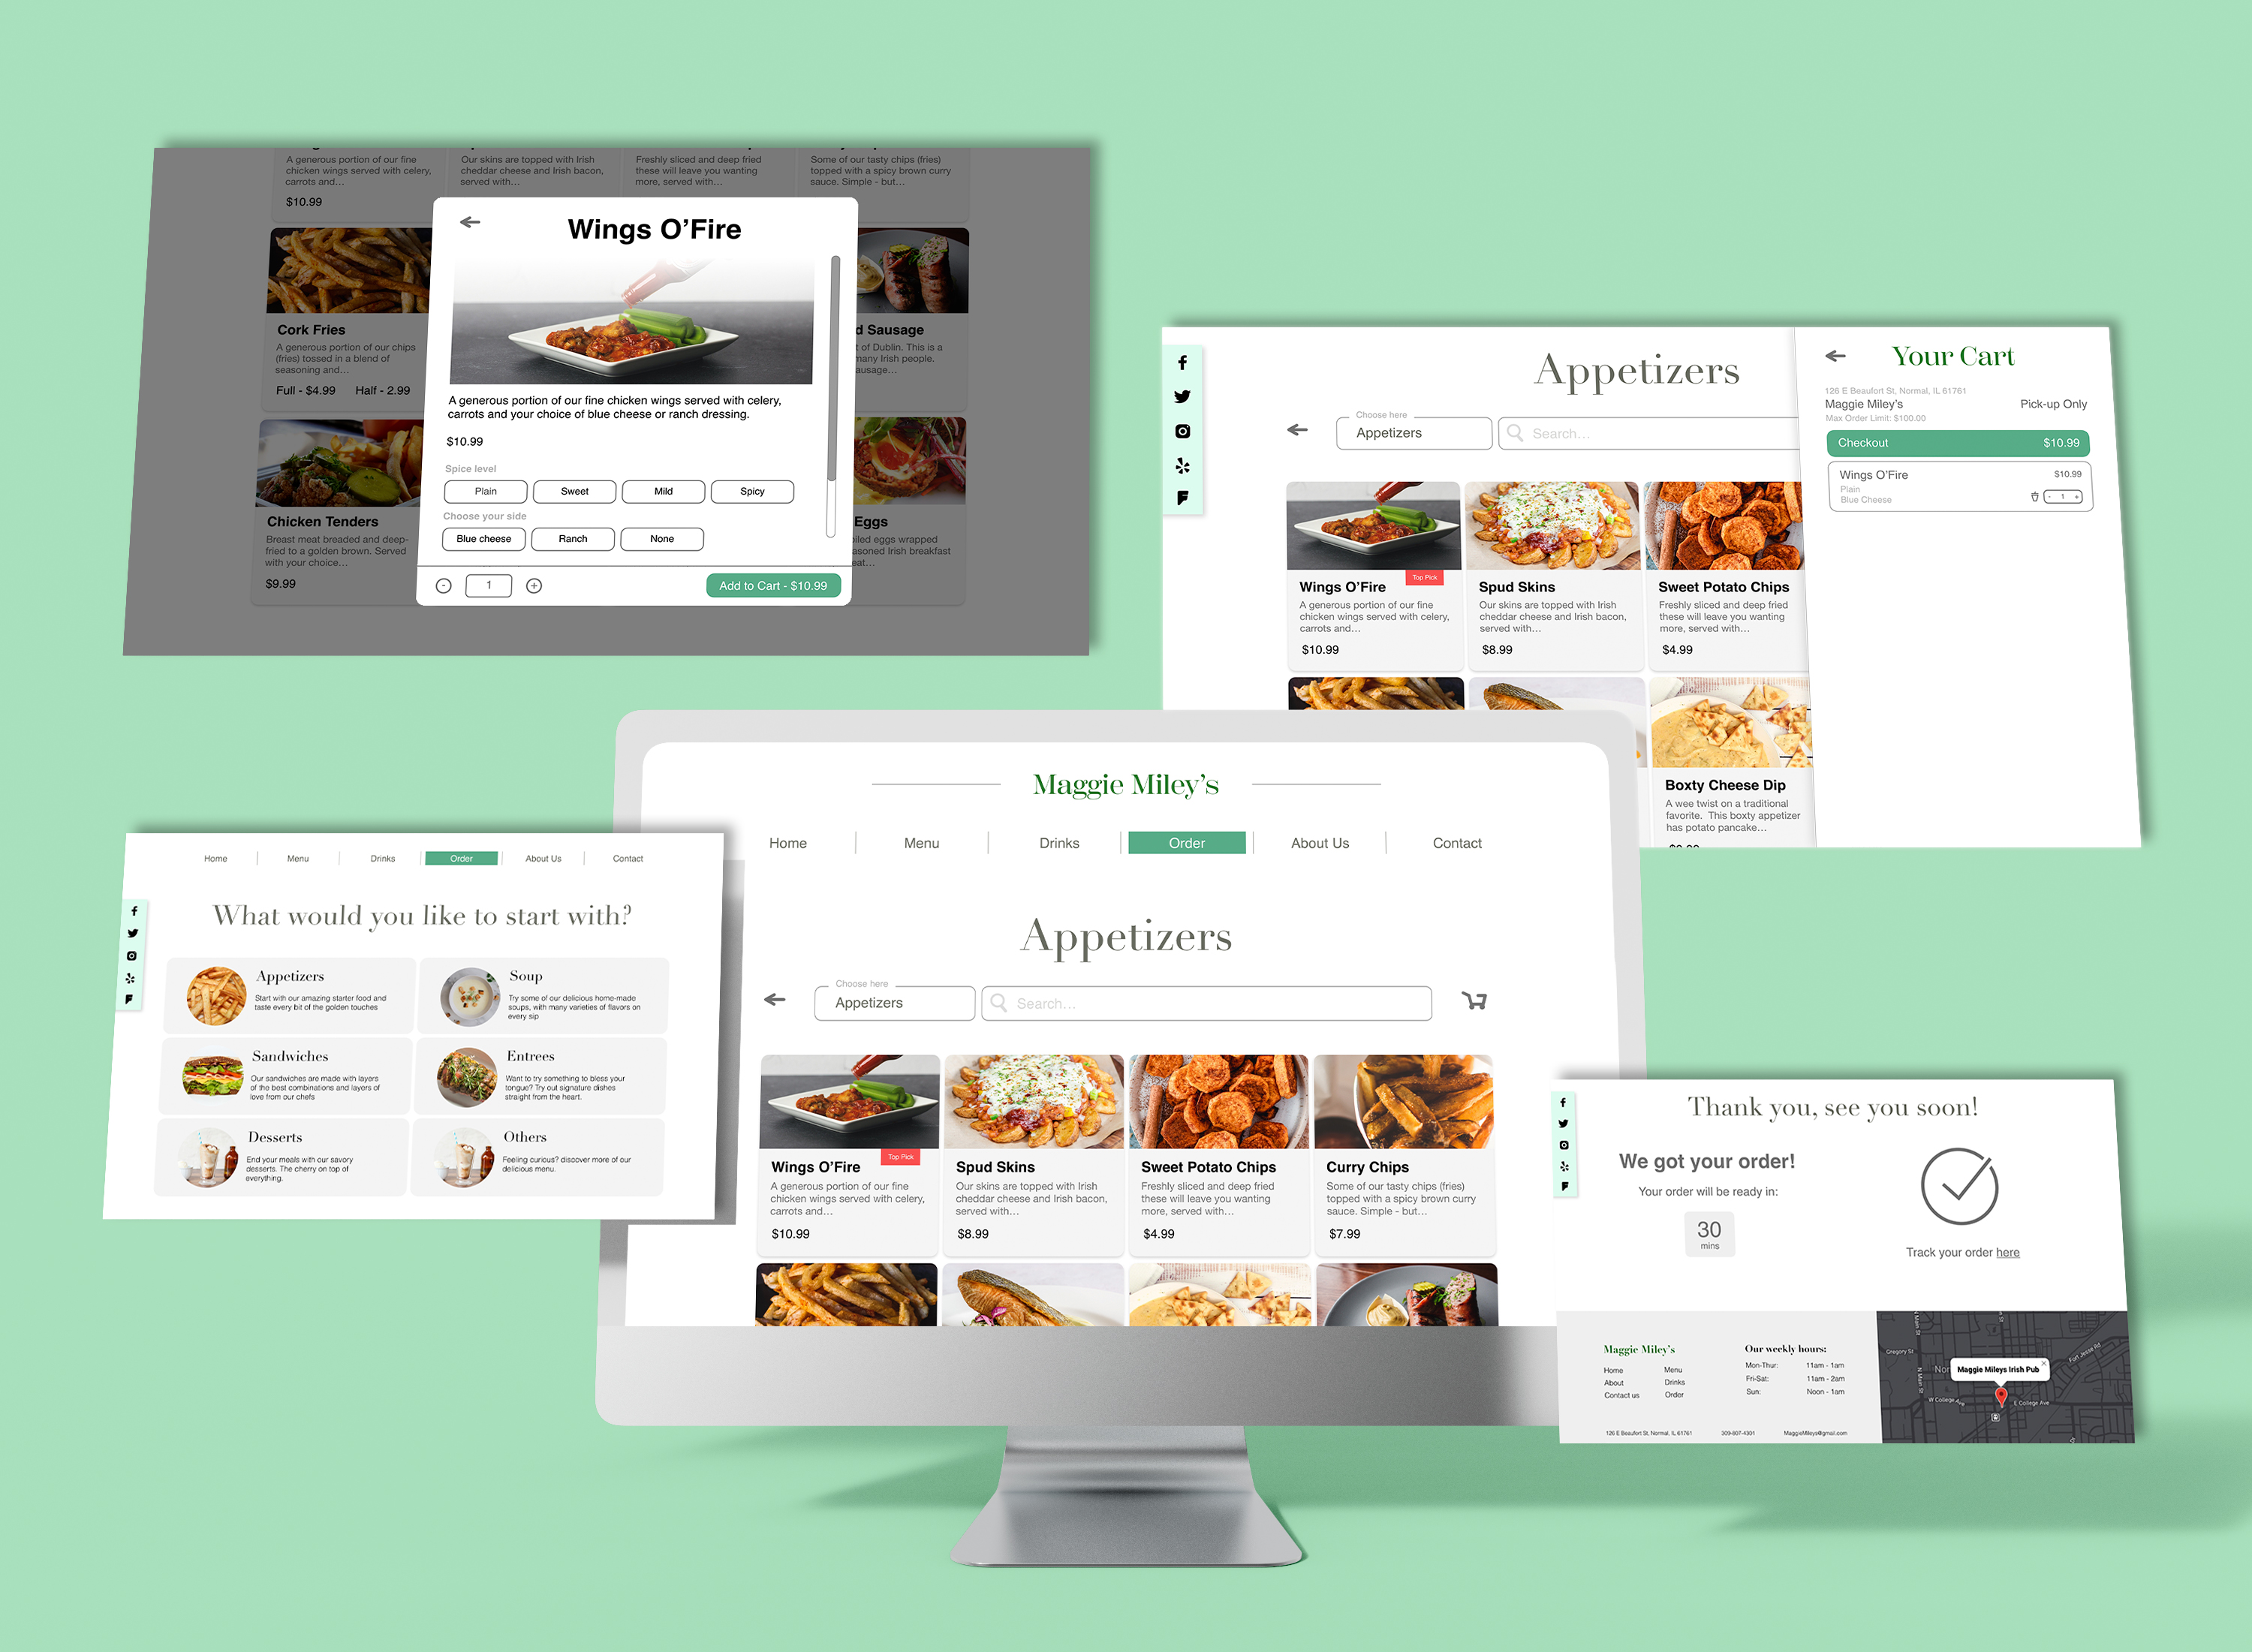 A generous portion of our fine
chicken wings served with celery,
carrots and...
$10.99
Our skins are topped with Irish
cheddar cheese and Irish bacon,
served with...
Freshly sliced and deep fried
these will leave you wanting
more, served with...
Some of our tasty chips (fries)
topped with a spicy brown curry
sauce. Simple - but...
Cork Fries
A generous portion of our chips
(fries) tossed in a blend of
seasoning and...
Full - $4.99 Half - 2.99
Chicken Tenders
Breast meat breaded and deep-
fried to a golden brown. Served
with your choice...
$9.99
d Sausage
t of Dublin. This is a
many Irish people.
ausage...
Eggs
oiled eggs wrapped
asoned Irish breakfast
eat...
Wings O'Fire
A generous portion of our fine chicken wings served with celery,
carrots and your choice of blue cheese or ranch dressing.
$10.99
Spice level
Plain Sweet Mild Spicy
Choose your side
Blue cheese Ranch None
- 1 +
Add to Cart - $10.99
Appetizers
Choose here
Appetizers
Search...
Wings O'Fire
Top Pick
A generous portion of our fine
chicken wings served with celery,
carrots and...
$10.99
Spud Skins
Our skins are topped with Irish
cheddar cheese and Irish bacon,
served with...
$8.99
Sweet Potato Chips
Freshly sliced and deep fried
these will leave you wanting
more, served with...
$4.99
Boxty Cheese Dip
A wee twist on a traditional
favorite. This boxty appetizer
has potato pancake...
Your Cart
126 E Beaufort St, Normal, IL 61761
Maggie Miley's Pick-up Only
Max Order Limit: $100.00
Checkout $10.99
Wings O'Fire $10.99
Plain
Blue Cheese
- 1 +
Home Menu Drinks Order About Us Contact
What would you like to start with?
Appetizers
Start with our amazing starter food and
taste every bit of the golden touches
Soup
Try some of our delicious home-made
soups, with many varieties of flavors on
every sip
Sandwiches
Our sandwiches are made with layers
of the best combinations and layers of
love from our chefs
Entrees
Want to try something to bless your
tongue? Try out signature dishes
straight from the heart.
Desserts
End your meals with our savory
desserts. The cherry on top of
everything.
Others
Feeling curious? discover more of our
delicious menu.
Maggie Miley's
Home Menu Drinks Order About Us Contact
Appetizers
Choose here
Appetizers
Search...
Wings O'Fire
Top Pick
A generous portion of our fine
chicken wings served with celery,
carrots and...
$10.99
Spud Skins
Our skins are topped with Irish
cheddar cheese and Irish bacon,
served with...
$8.99
Sweet Potato Chips
Freshly sliced and deep fried
these will leave you wanting
more, served with...
$4.99
Curry Chips
Some of our tasty chips (fries)
topped with a spicy brown curry
sauce. Simple - but...
$7.99
Thank you, see you soon!
We got your order!
Your order will be ready in:
30
mins
Track your order here
Maggie Miley's
Home Menu
About Drinks
Contact us Order
Our weekly hours:
Mon-Thur: 11am - 1am
Fri-Sat: 11am - 2am
Sun: Noon - 1am
126 E Beaufort St, Normal, IL 61761 309-807-4301 MaggieMileys@gmail.com
Gregory St
N Main St
Fort Jesse Rd
Maggie Mileys Irish Pub
W College Ave
E College Ave